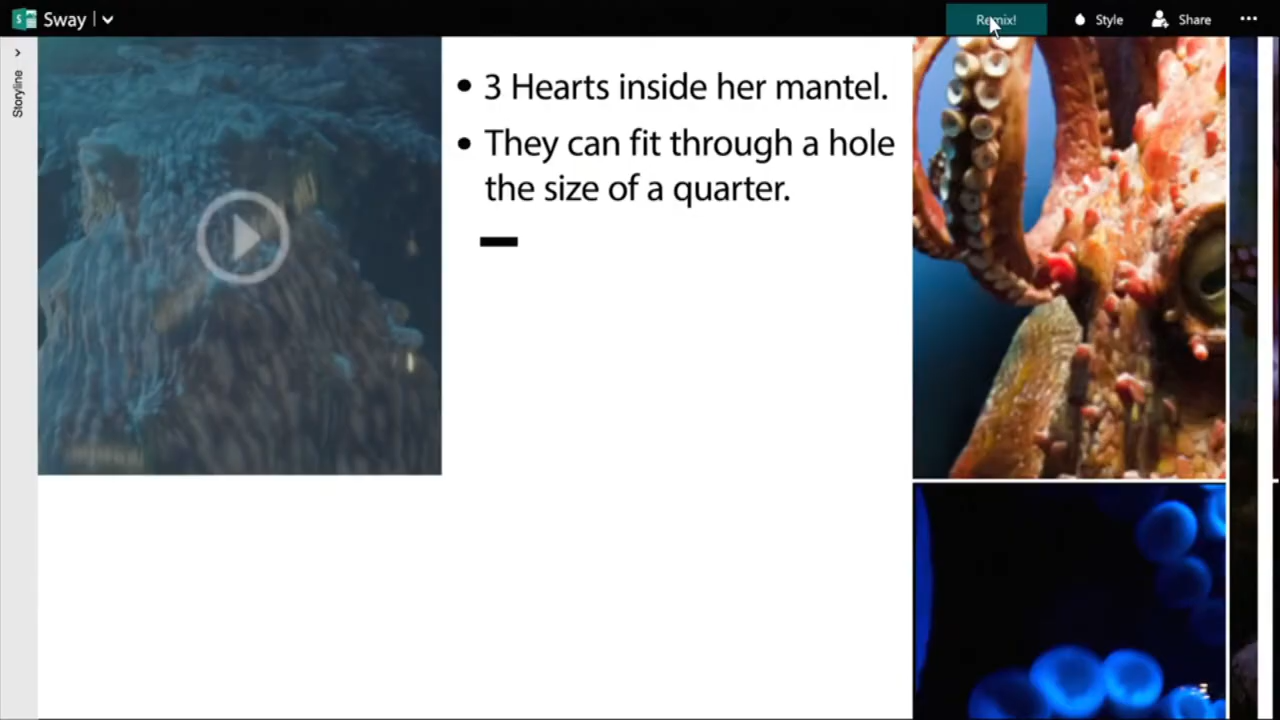 Sway
Remix!
Style
Share
Storyline
• 3 Hearts inside her mantel.
• They can fit through a hole
the size of a quarter.